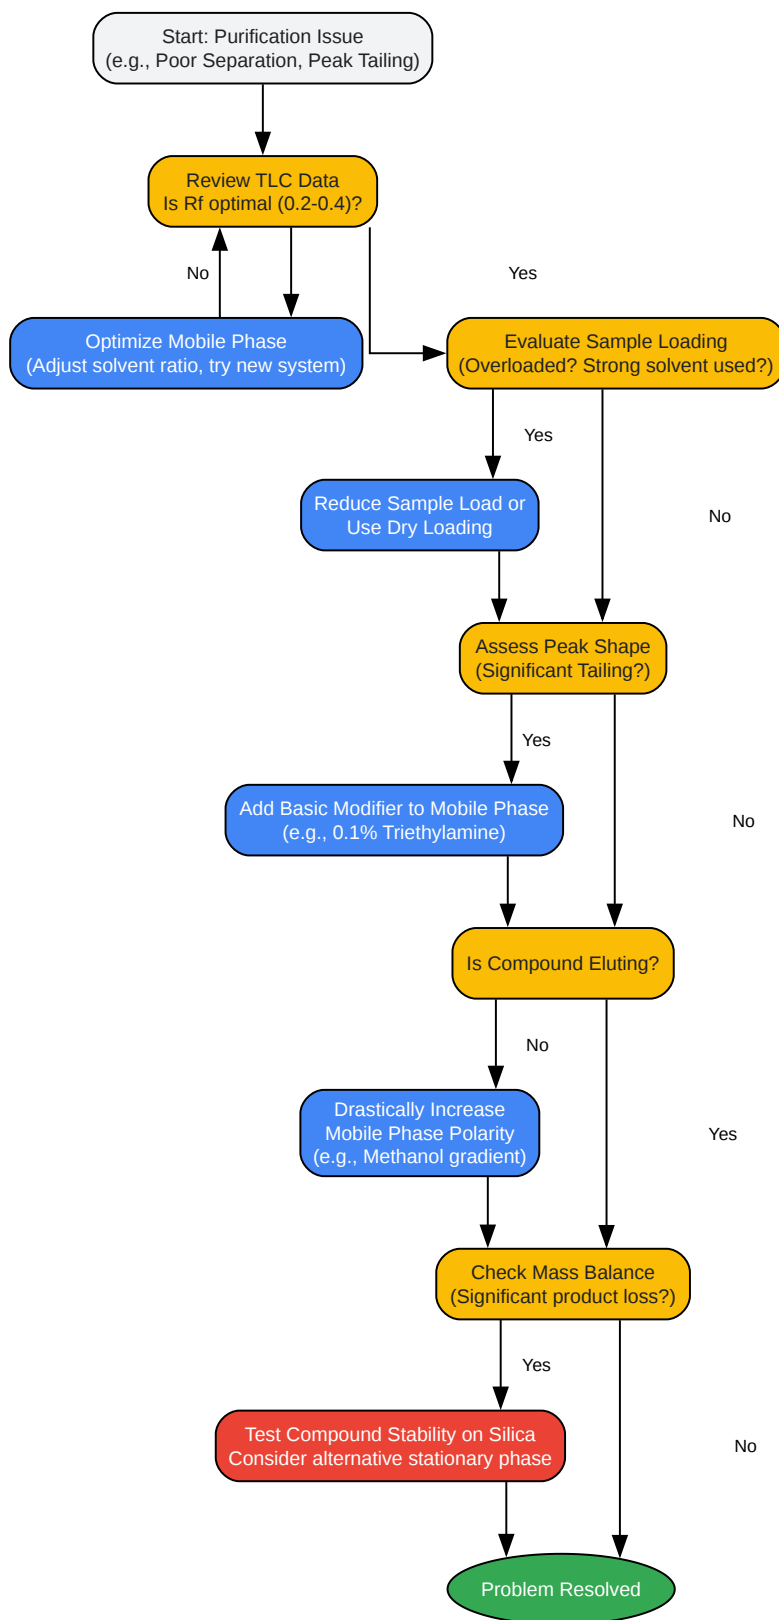 Start: Purification Issue
(e.g., Poor Separation, Peak Tailing)
Review TLC Data
Is Rf optimal (0.2-0.4)?
No
Yes
Optimize Mobile Phase
(Adjust solvent ratio, try new system)
Evaluate Sample Loading
(Overloaded? Strong solvent used?)
Yes
Reduce Sample Load or
Use Dry Loading
No
Assess Peak Shape
(Significant Tailing?)
Yes
Add Basic Modifier to Mobile Phase
(e.g., 0.1% Triethylamine)
No
Is Compound Eluting?
No
Drastically Increase
Mobile Phase Polarity
(e.g., Methanol gradient)
Yes
Check Mass Balance
(Significant product loss?)
Yes
Test Compound Stability on Silica
Consider alternative stationary phase
No
Problem Resolved